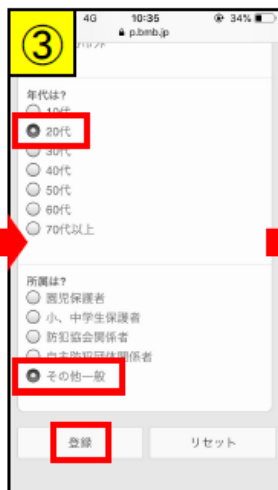 ③
4G 10:35 34%
p.bmb.jp
年代は?
10代
20代
30代
40代
50代
60代
70代以上
所属は?
園児保護者
小、中学生保護者
防犯協会関係者
自主防犯団体関係者
その他一般
登録 リセット